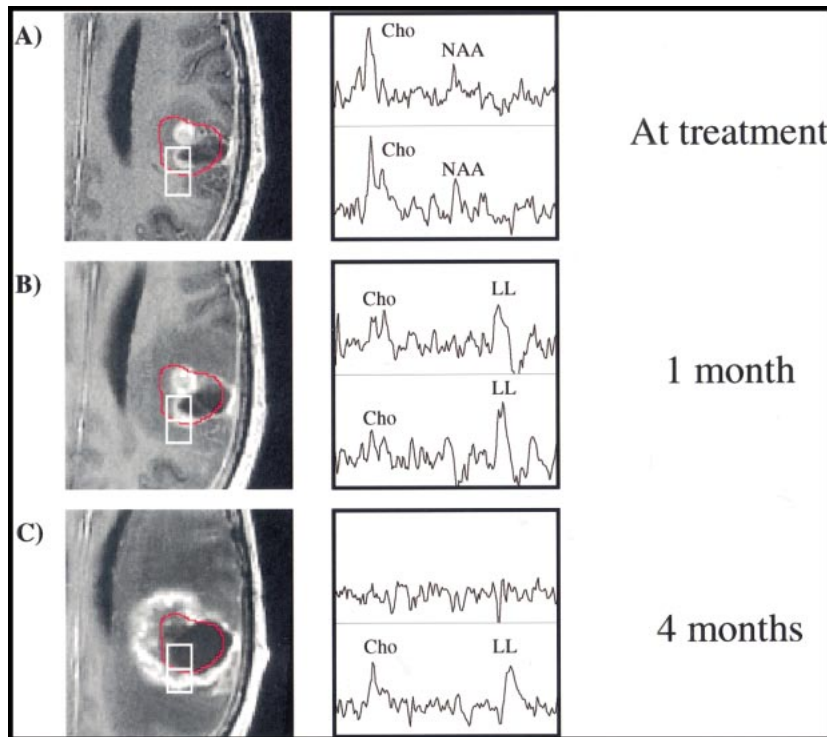 A)
Cho
NAA
Cho
NAA
At treatment
B)
Cho
LL
LL
Cho
1 month
C)
LL
Cho
4 months